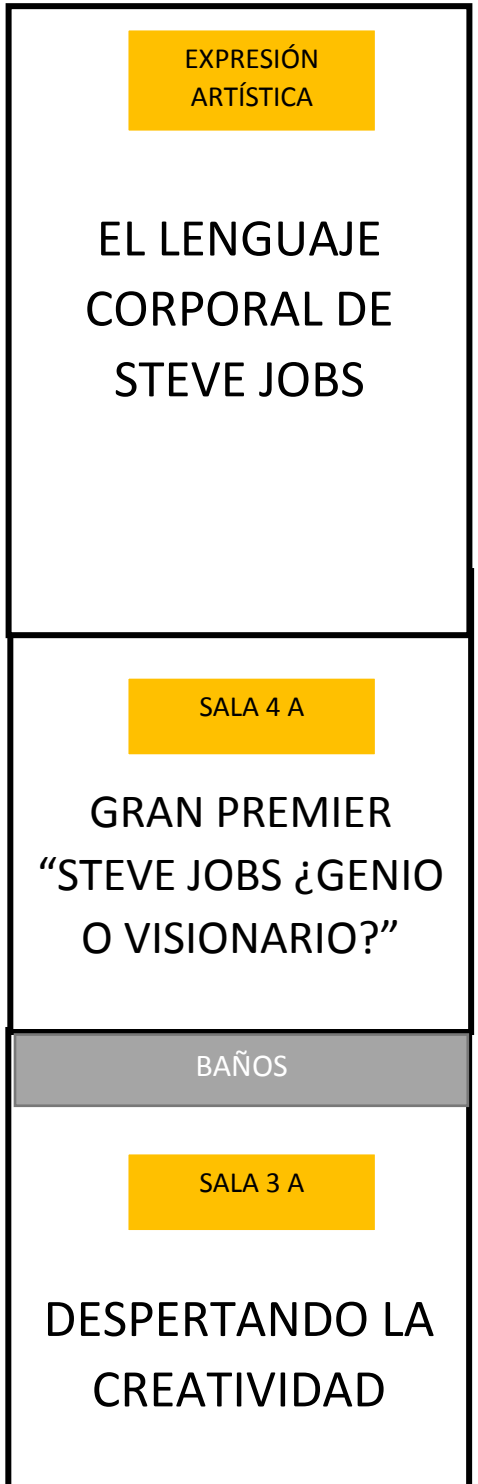 EXPRESIÓN
ARTÍSTICA
EL LENGUAJE
CORPORAL DE
STEVE JOBS
SALA 4 A
GRAN PREMIER
“STEVE JOBS ¿GENIO
O VISIONARIO?”
BAÑOS
SALA 3 A
DESPERTANDO LA
CREATIVIDAD